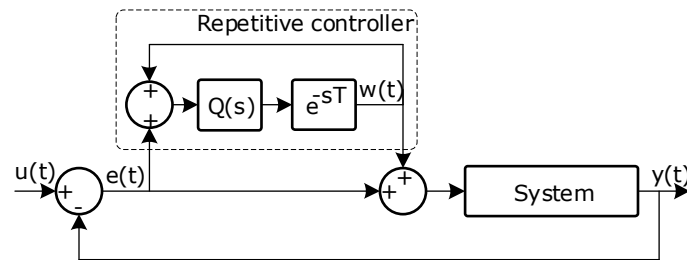 Repetitive controller
w(t)
+
+
Q(s)
e-sT
u(t)
e(t)
+
-
+
+
System
y(t)